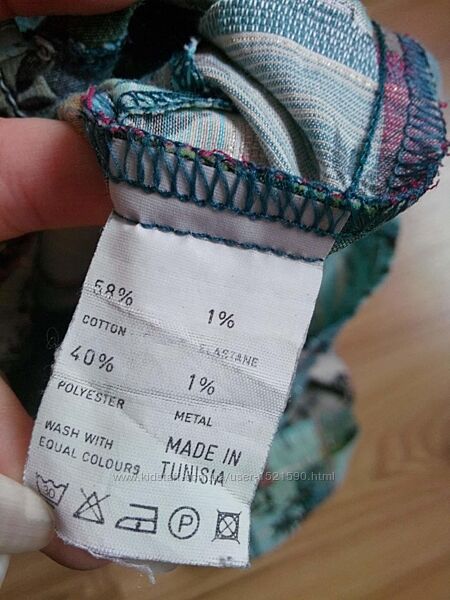 58% 1%
COTTON ELASTANE
40% 1%
POLYESTER METAL
WASH WITH
EQUAL COLOURS
MADE IN
TUNISIA
30
P